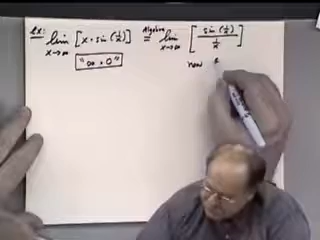 Ex: lim x→∞ [x · sin (1/x)] Algebra = lim x→∞ [sin (1/x) / (1/x)]
"∞ · 0"
now